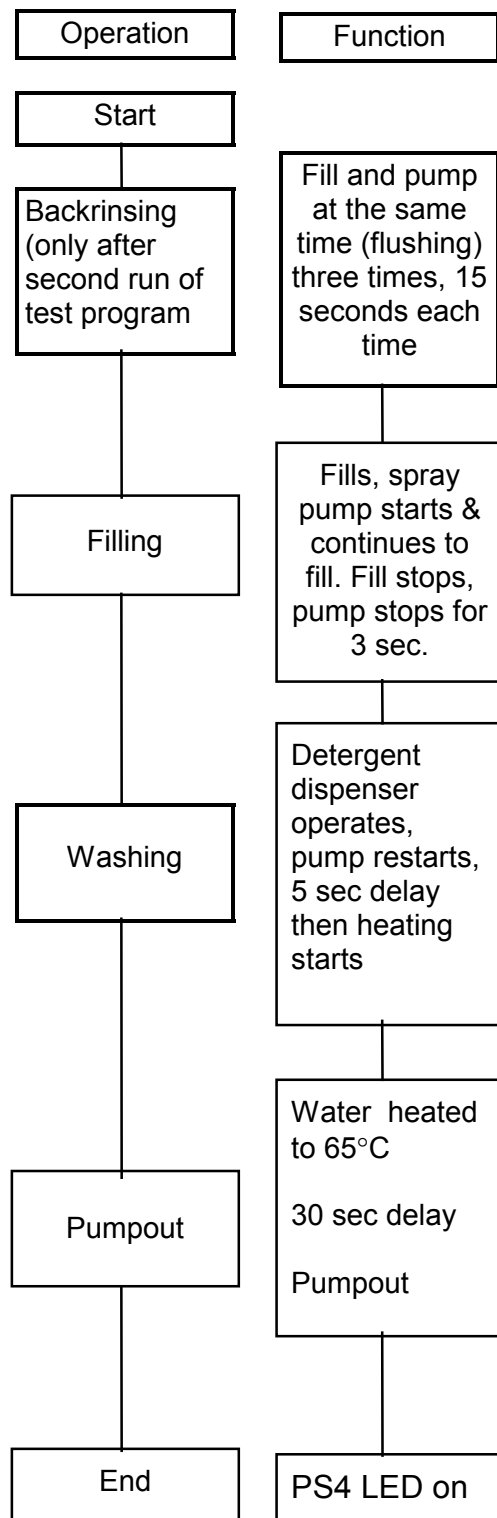 Operation
Function
Start
Backrinsing
(only after
second run of
test program
Fill and pump
at the same
time (flushing)
three times, 15
seconds each
time
Filling
Fills, spray
pump starts &
continues to
fill. Fill stops,
pump stops for
3 sec.
Washing
Detergent
dispenser
operates,
pump restarts,
5 sec delay
then heating
starts
Pumpout
Water heated
to 65°C
30 sec delay
Pumpout
End
PS4 LED on